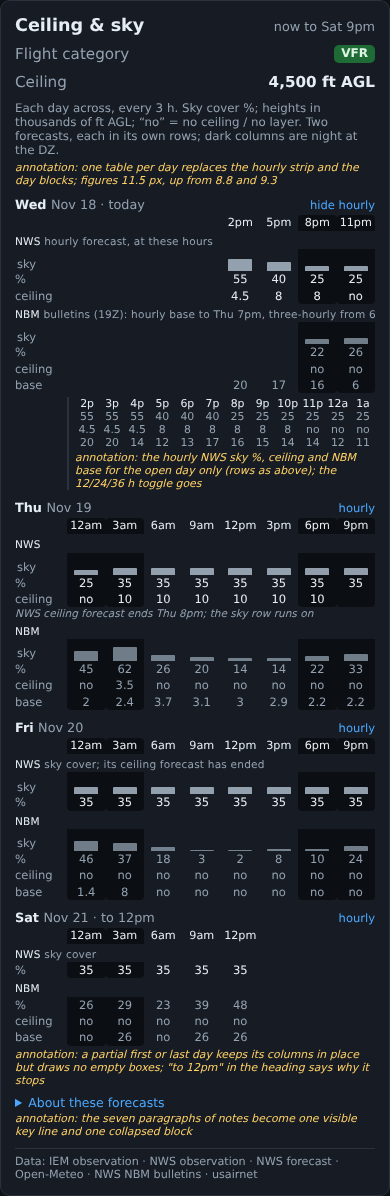 Ceiling & sky now to Sat 9pm
Flight category VFR
Ceiling 4,500 ft AGL
Each day across, every 3 h. Sky cover %; heights in
thousands of ft AGL; “no” = no ceiling / no layer. Two
forecasts, each in its own rows; dark columns are night at
the DZ.
annotation: one table per day replaces the hourly strip and the
day blocks; figures 11.5 px, up from 8.8 and 9.3
Wed Nov 18 · today hide hourly
2pm 5pm 8pm 11pm
NWS hourly forecast, at these hours
sky
% 55 40 25 25
ceiling 4.5 8 8 no
NBM bulletins (19Z): hourly base to Thu 7pm, three-hourly from 6
sky
% 22 26
ceiling no no
base 20 17 16 6
2p 3p 4p 5p 6p 7p 8p 9p 10p 11p 12a 1a
55 55 55 40 40 40 25 25 25 25 25 25
4.5 4.5 4.5 8 8 8 8 8 8 no no no
20 20 14 12 13 17 16 15 14 14 12 11
annotation: the hourly NWS sky %, ceiling and NBM
base for the open day only (rows as above); the
12/24/36 h toggle goes
Thu Nov 19 hourly
12am 3am 6am 9am 12pm 3pm 6pm 9pm
NWS
sky
% 25 35 35 35 35 35 35 35
ceiling no 10 10 10 10 10 10
NWS ceiling forecast ends Thu 8pm; the sky row runs on
NBM
sky
% 45 62 26 20 14 14 22 33
ceiling no 3.5 no no no no no no
base 2 2.4 3.7 3.1 3 2.9 2.2 2.2
Fri Nov 20 hourly
12am 3am 6am 9am 12pm 3pm 6pm 9pm
NWS sky cover; its ceiling forecast has ended
sky
% 35 35 35 35 35 35 35 35
NBM
sky
% 46 37 18 3 2 8 10 24
ceiling no no no no no no no no
base 1.4 8 no no no no no no
Sat Nov 21 · to 12pm hourly
12am 3am 6am 9am 12pm
NWS sky cover
% 35 35 35 35 35
NBM
% 26 29 23 39 48
ceiling no no no no no
base no 26 no 26 26
annotation: a partial first or last day keeps its columns in place
but draws no empty boxes; "to 12pm" in the heading says why it
stops
▶ About these forecasts
annotation: the seven paragraphs of notes become one visible
key line and one collapsed block
Data: IEM observation · NWS observation · NWS forecast ·
Open-Meteo · NWS NBM bulletins · usairnet